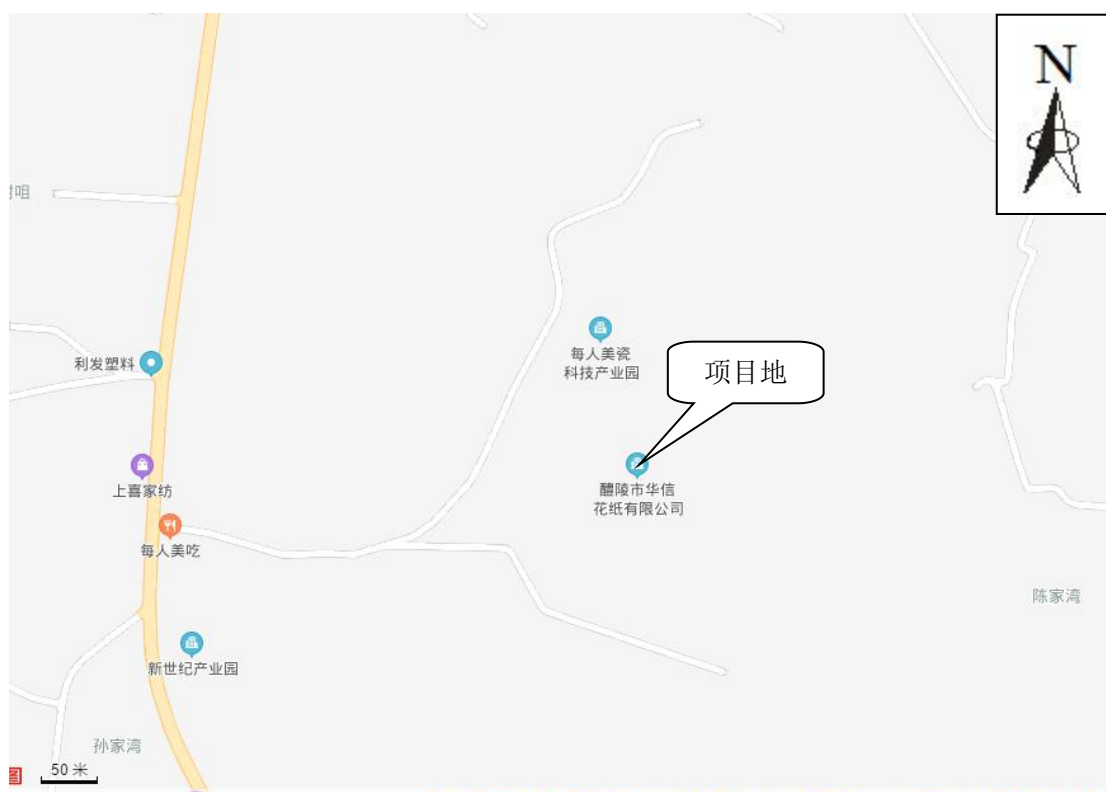 N
咀
利发塑料
每人美瓷
科技产业园
项目地
上喜家纺
醴陵市华信
花纸有限公司
每人美吃
陈家湾
新世纪产业园
孙家湾
50 米